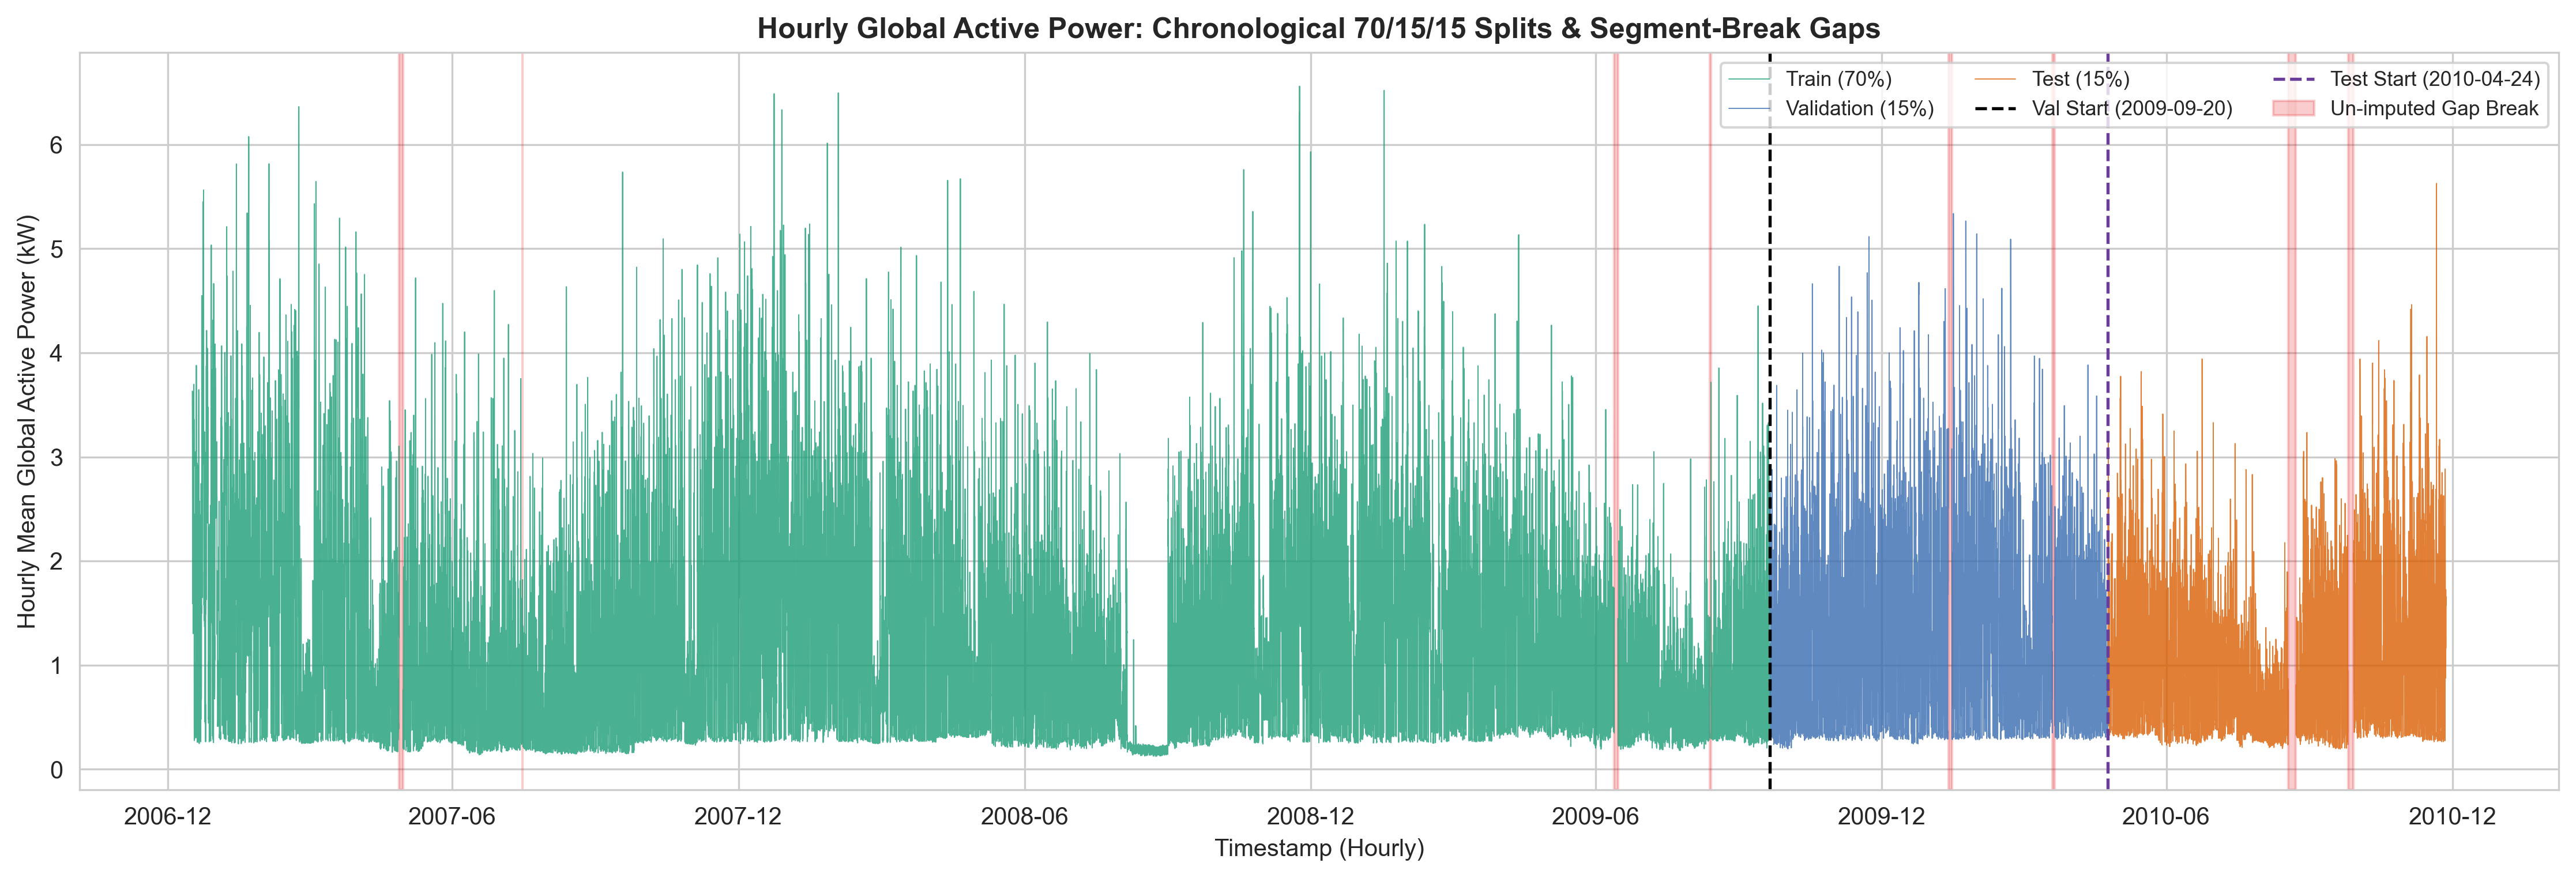 Hourly Global Active Power: Chronological 70/15/15 Splits & Segment-Break Gaps
Train (70%)
Validation (15%)
Test (15%)
Val Start (2009-09-20)
Test Start (2010-04-24)
Un-imputed Gap Break
Hourly Mean Global Active Power (kW)
6
5
4
3
2
1
0
2006-12
2007-06
2007-12
2008-06
2008-12
2009-06
2009-12
2010-06
2010-12
Timestamp (Hourly)